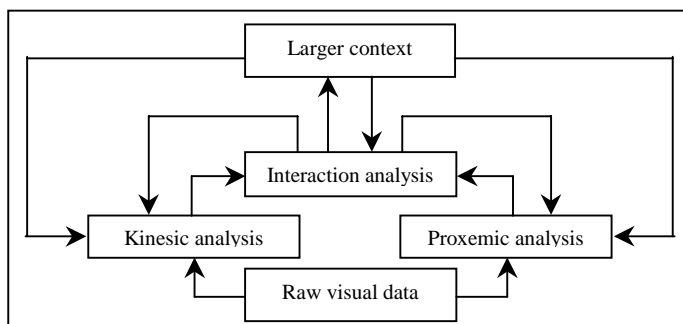 Larger context
Interaction analysis
Kinesic analysis
Proxemic analysis
Raw visual data